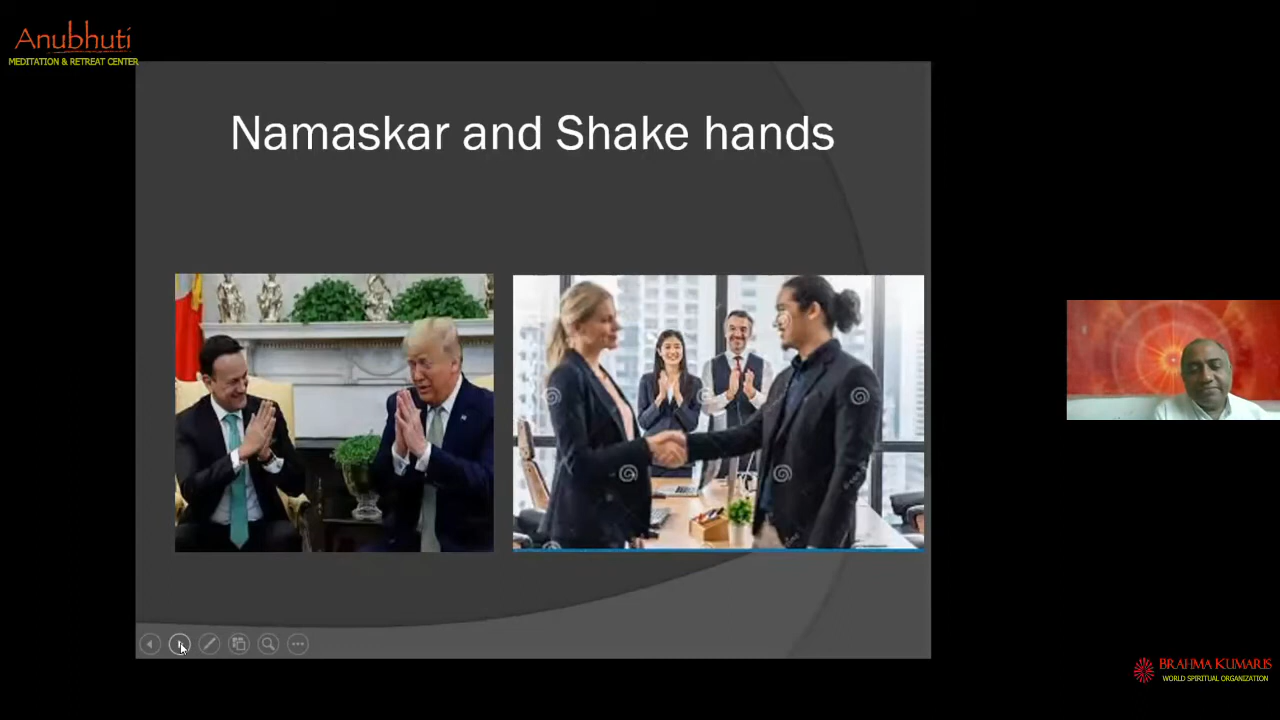 Anubhuti
MEDITATION & RETREAT CENTER
Namaskar and Shake hands
BRAHMA KUMARIS
WORLD SPIRITUAL ORGANIZATION